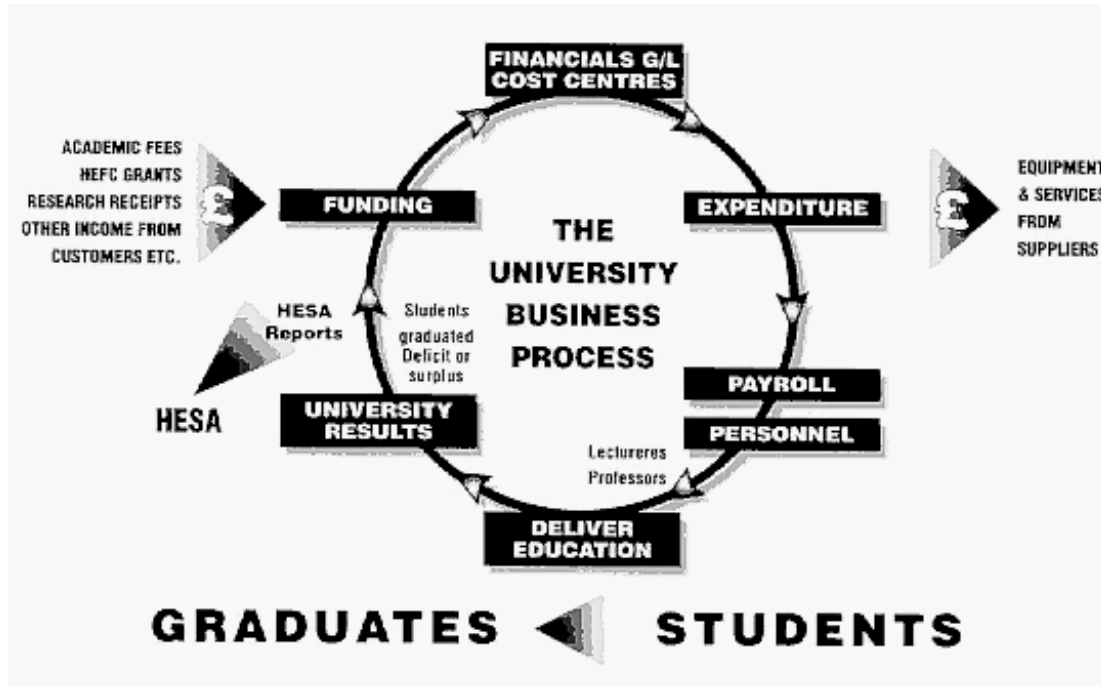 FINANCIALS G/L
COST CENTRES
ACADEMIC FEES
HEFC GRANTS
RESEARCH RECEIPTS
OTHER INCOME FROM
CUSTOMERS ETC.
£
FUNDING
EXPENDITURE
£
EQUIPMENT
& SERVICES
FROM
SUPPLIERS
THE
UNIVERSITY
BUSINESS
PROCESS
HESA
Reports
HESA
Students
graduated
Deficit or
surplus
UNIVERSITY
RESULTS
PAYROLL
PERSONNEL
Lectureres
Professors
DELIVER
EDUCATION
GRADUATES
STUDENTS